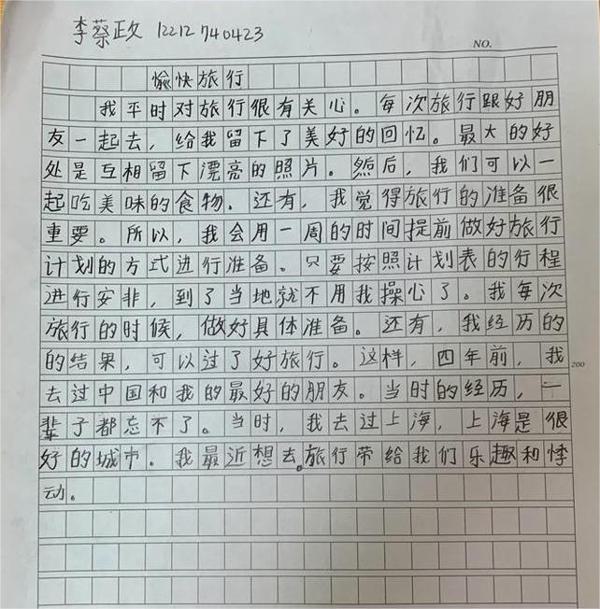 李蔡政 12212740423
NO.
愉快旅行
我平时对旅行很有关心。每次旅行跟好朋
友一起去，给我留下了美好的回忆。最大的好
处是互相留下漂亮的照片。然后，我们可以一
起吃美味的食物．还有，我觉得旅行的准备很
重要。所以，我会用一周的时间提前做好旅行
计划的方式进行准备。只要按照计划表的行程
进行安非，到了当地就不用我操心了。我每次
旅行的时候，做好具体准备。还有，我经历的
的结果，可以过了好旅行。这样，四年前，我
200
去过中国和我的最好的朋友。当时的经历，一
辈子都忘不了。当时，我去过上海，上海是很
好的城市．我最近想去。旅行带给我们乐趣和悸
动。